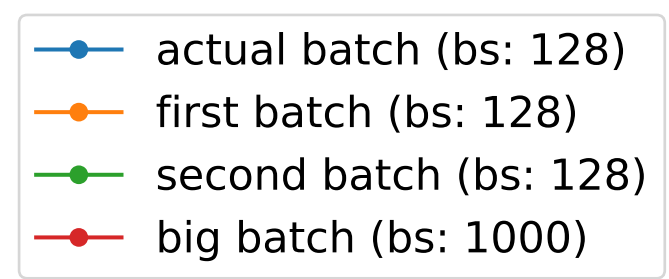 actual batch (bs: 128)
first batch (bs: 128)
second batch (bs: 128)
big batch (bs: 1000)